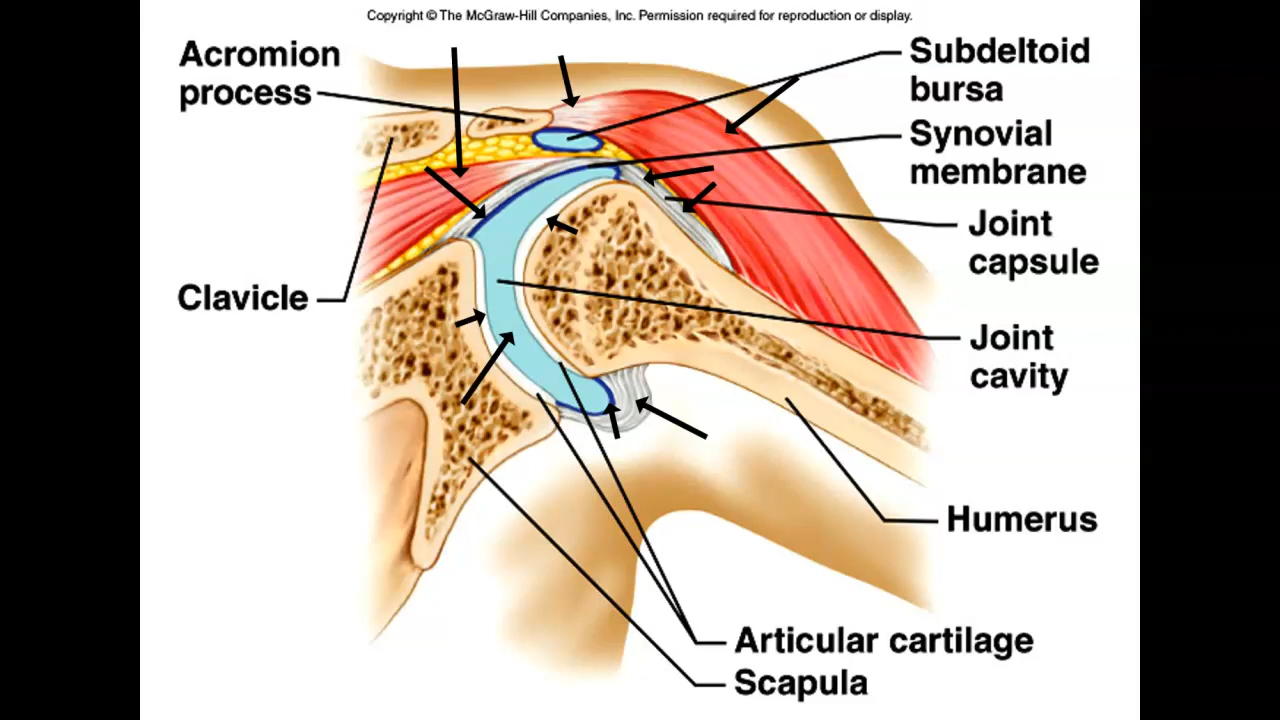 Copyright © The McGraw-Hill Companies, Inc. Permission required for reproduction or display.
Acromion
process
Subdeltoid
bursa
Synovial
membrane
Joint
capsule
Clavicle
Joint
cavity
Humerus
Articular cartilage
Scapula